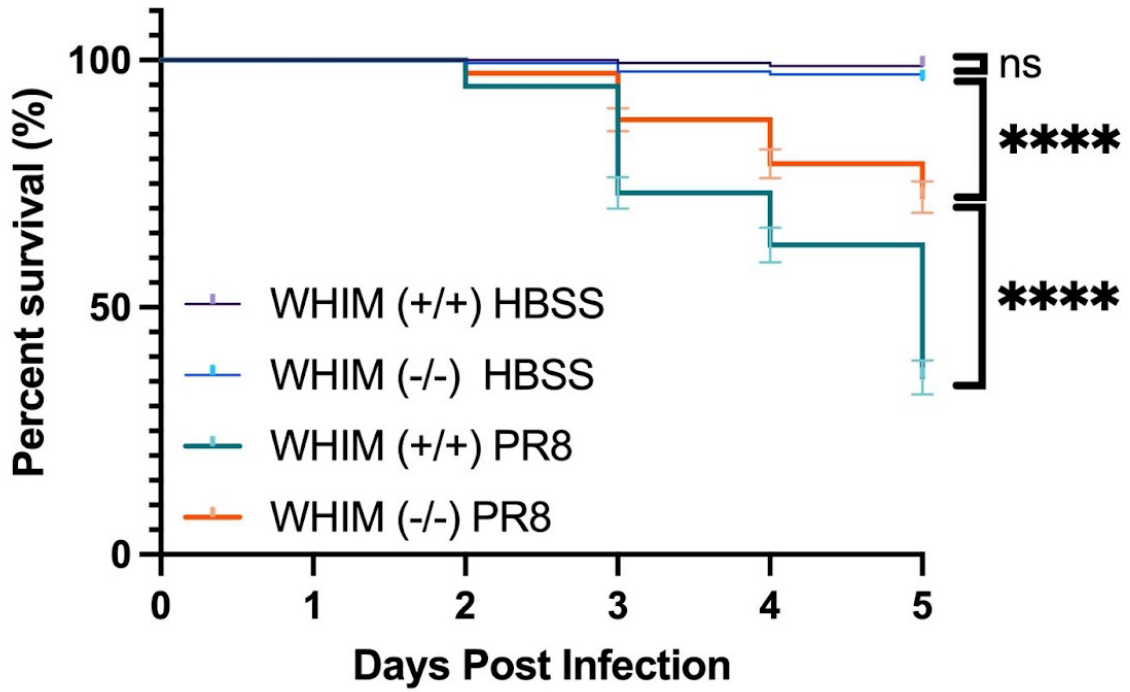 Percent survival (%)
100
50
0
WHIM (+/+) HBSS
WHIM (-/-)  HBSS
WHIM (+/+) PR8
WHIM (-/-) PR8
0 1 2 3 4 5
Days Post Infection
ns
****
****